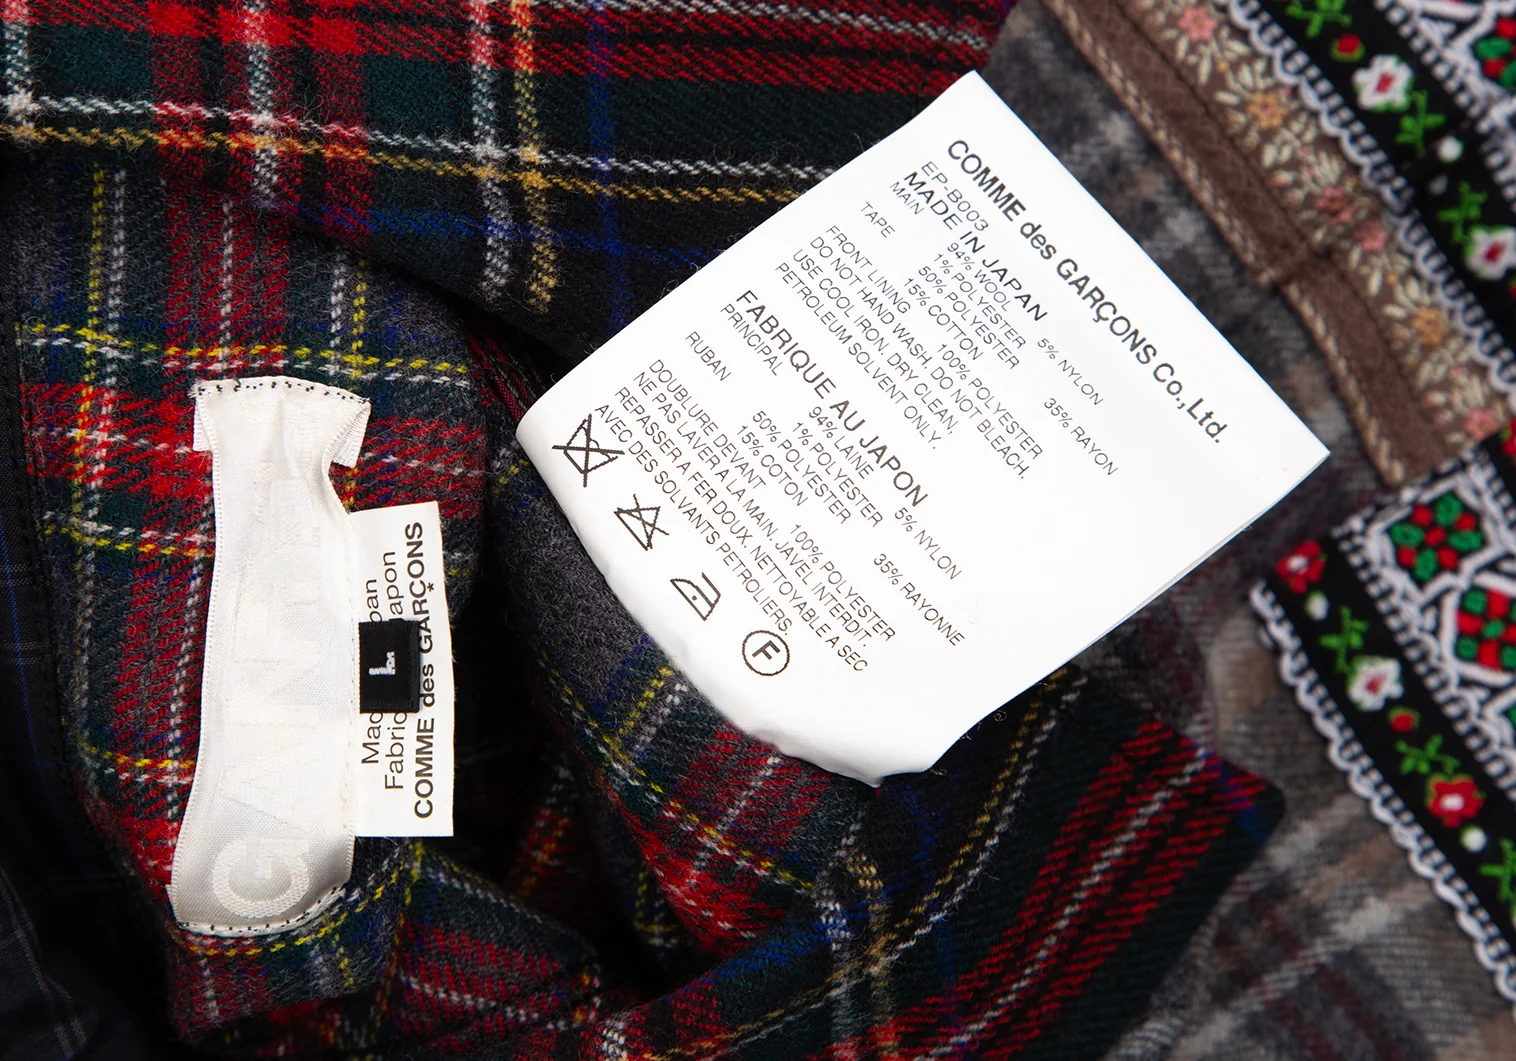 COMME des GARÇONS Co., Ltd.
EP-B003
MADE IN JAPAN
MAIN 94% WOOL 5% NYLON
1% POLYESTER
TAPE 50% POLYESTER 35% RAYON
15% COTTON
FRONT LINING 100% POLYESTER
DO NOT HAND WASH, DO NOT BLEACH.
USE COOL IRON, DRY CLEAN,
PETROLEUM SOLVENT ONLY.
FABRIQUE AU JAPON
PRINCIPAL 94% LAINE 5% NYLON
1% POLYESTER
RUBAN 50% POLYESTER 35% RAYONNE
15% COTON
DOUBLURE DEVANT 100% POLYESTER
NE PAS LAVER A LA MAIN. JAVEL INTERDIT.
REPASSER A FER DOUX. NETTOYABLE A SEC
AVEC DES SOLVANTS PETROLIERS.
F
L
COMME des GARÇONS